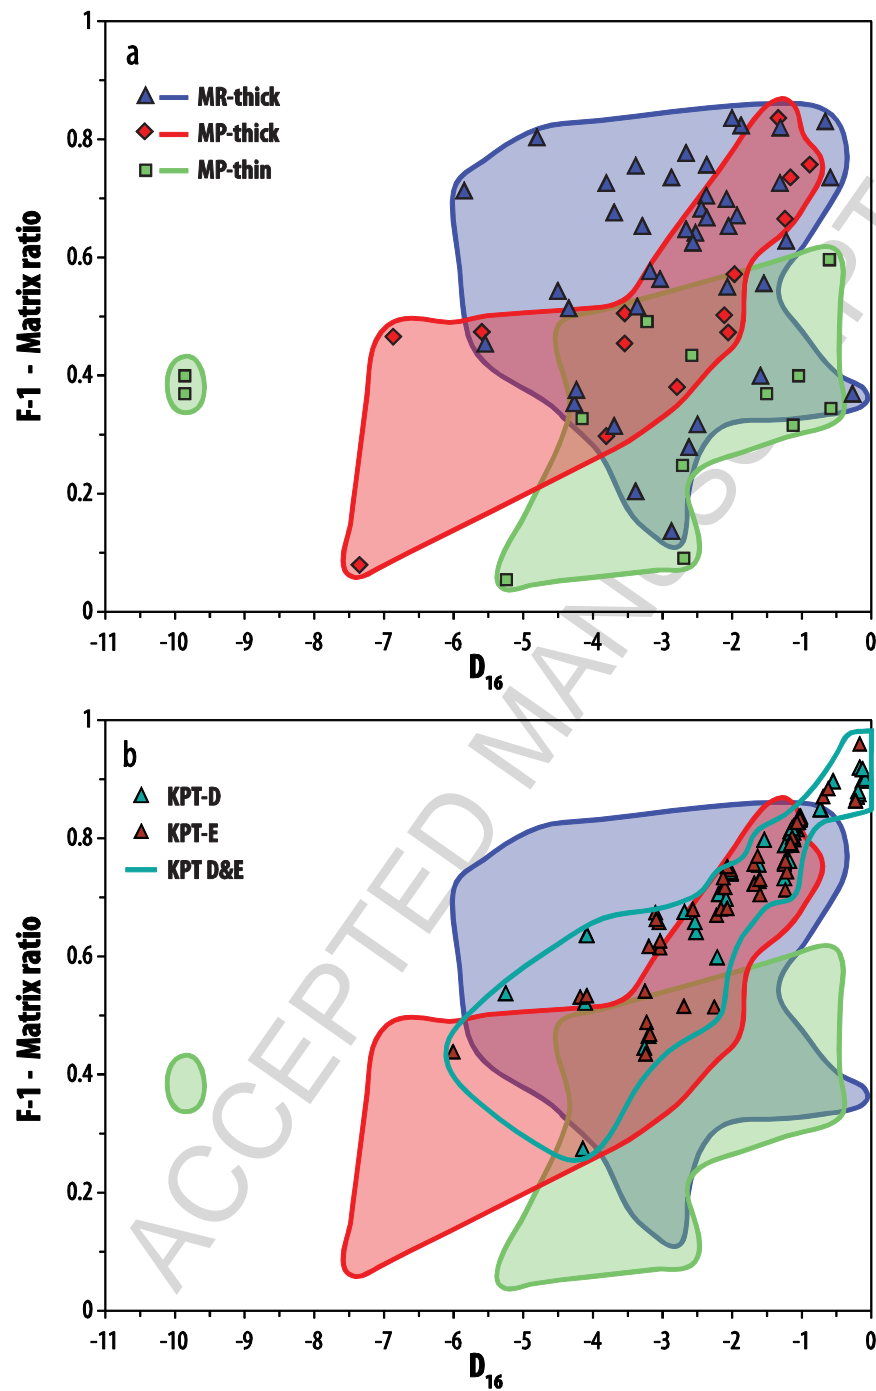 a
MR-thick
MP-thick
MP-thin
1
0.8
0.6
0.4
0.2
0
F-1 - Matrix ratio
-11 -10 -9 -8 -7 -6 -5 -4 -3 -2 -1 0
D16
b
KPT-D
KPT-E
KPT D&E
1
0.8
0.6
0.4
0.2
0
F-1 - Matrix ratio
-11 -10 -9 -8 -7 -6 -5 -4 -3 -2 -1 0
D16
ACCEPTED MANUSCRIPT